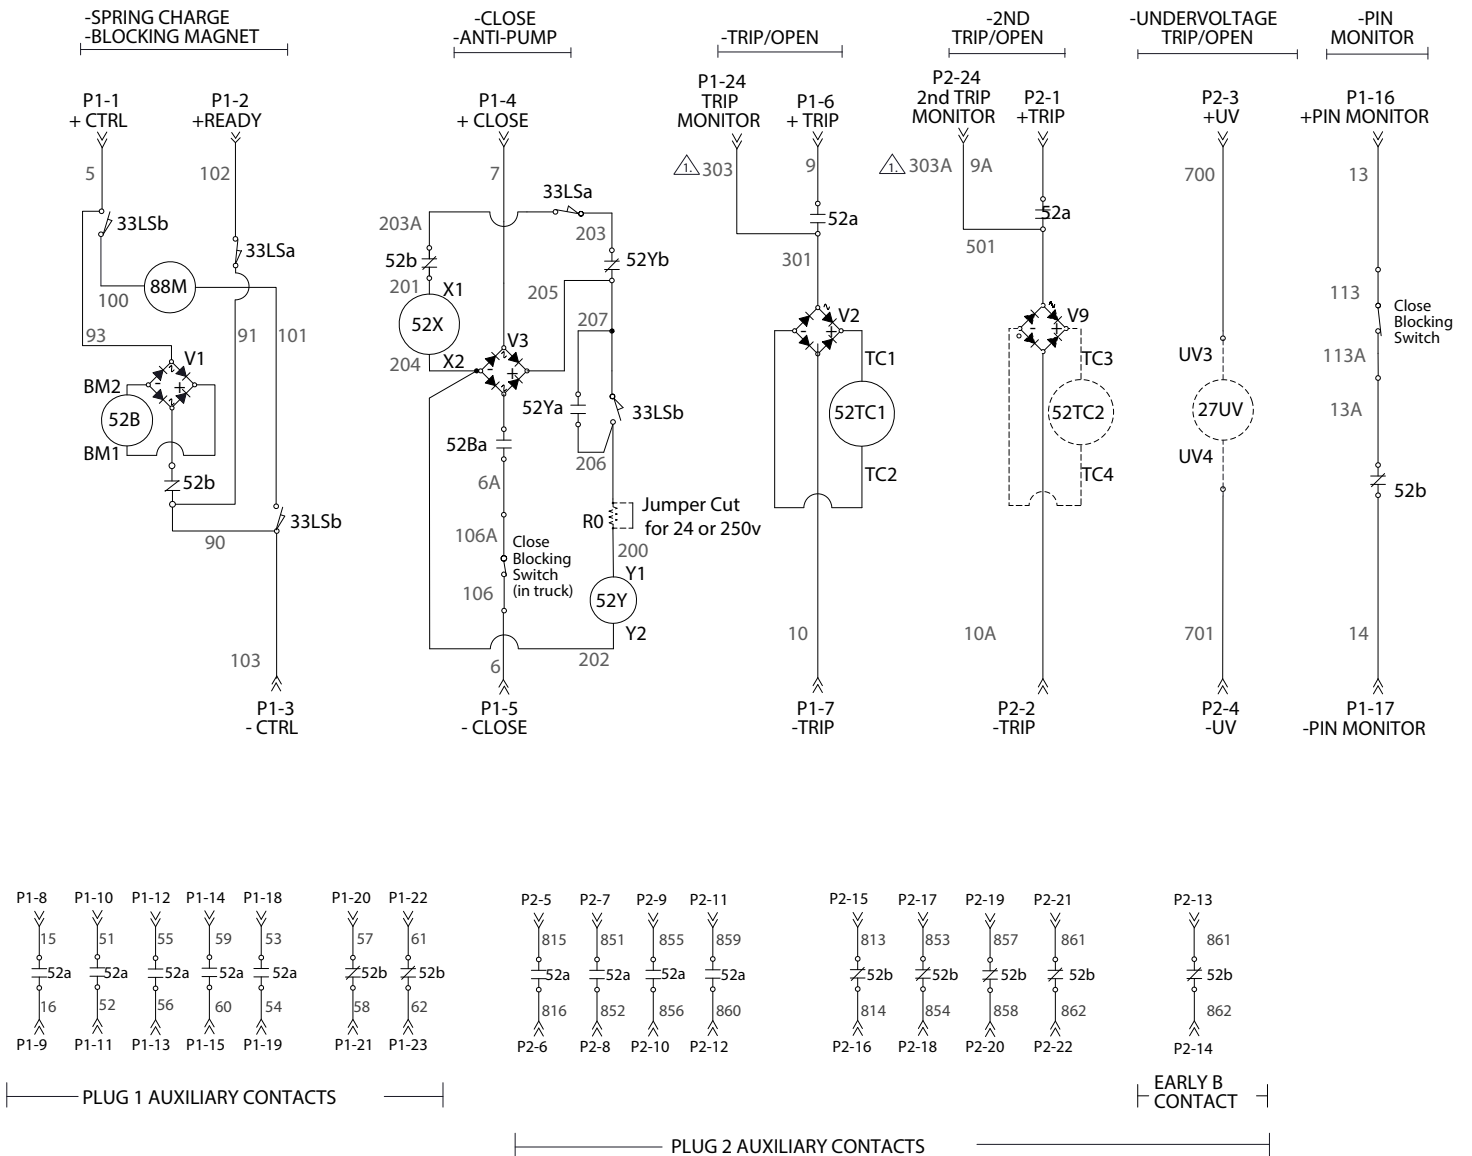 -SPRING CHARGE
-BLOCKING MAGNET
-CLOSE
-ANTI-PUMP
-TRIP/OPEN
-2ND
TRIP/OPEN
-UNDERVOLTAGE
TRIP/OPEN
-PIN
MONITOR
P1-1
+ CTRL
P1-2
+READY
P1-4
+ CLOSE
P1-24
TRIP
MONITOR
P1-6
+ TRIP
P2-24
2nd TRIP
MONITOR
P2-1
+TRIP
P2-3
+UV
P1-16
+PIN MONITOR
5
102
33LSb
33LSa
88M
100
93
91
101
V1
BM2
52B
BM1
52b
33LSb
90
103
P1-3
- CTRL
7
33LSa
203A
203
52b
52Yb
201
X1
205
52X
207
V3
204
X2
52Ya
33LSb
52Ba
206
6A
Jumper Cut
for 24 or 250v
R0
106A
Close
Blocking
Switch
(in truck)
200
Y1
106
52Y
Y2
202
6
P1-5
- CLOSE
1.
303
9
52a
301
V2
TC1
52TC1
TC2
10
P1-7
-TRIP
1.
303A
9A
52a
501
V9
TC3
52TC2
TC4
10A
P2-2
-TRIP
700
UV3
27UV
UV4
701
P2-4
-UV
13
113
Close
Blocking
Switch
113A
13A
52b
14
P1-17
-PIN MONITOR
P1-8
P1-10
P1-12
P1-14
P1-18
P1-20
P1-22
P2-5
P2-7
P2-9
P2-11
P2-15
P2-17
P2-19
P2-21
P2-13
15
51
55
59
53
57
61
815
851
855
859
813
853
857
861
861
52a
52a
52a
52a
52a
52b
52b
52a
52a
52a
52a
52b
52b
52b
52b
52b
16
52
56
60
54
58
62
816
852
856
860
814
854
858
862
862
P1-9
P1-11
P1-13
P1-15
P1-19
P1-21
P1-23
P2-6
P2-8
P2-10
P2-12
P2-16
P2-18
P2-20
P2-22
P2-14
PLUG 1 AUXILIARY CONTACTS
EARLY B
CONTACT
PLUG 2 AUXILIARY CONTACTS